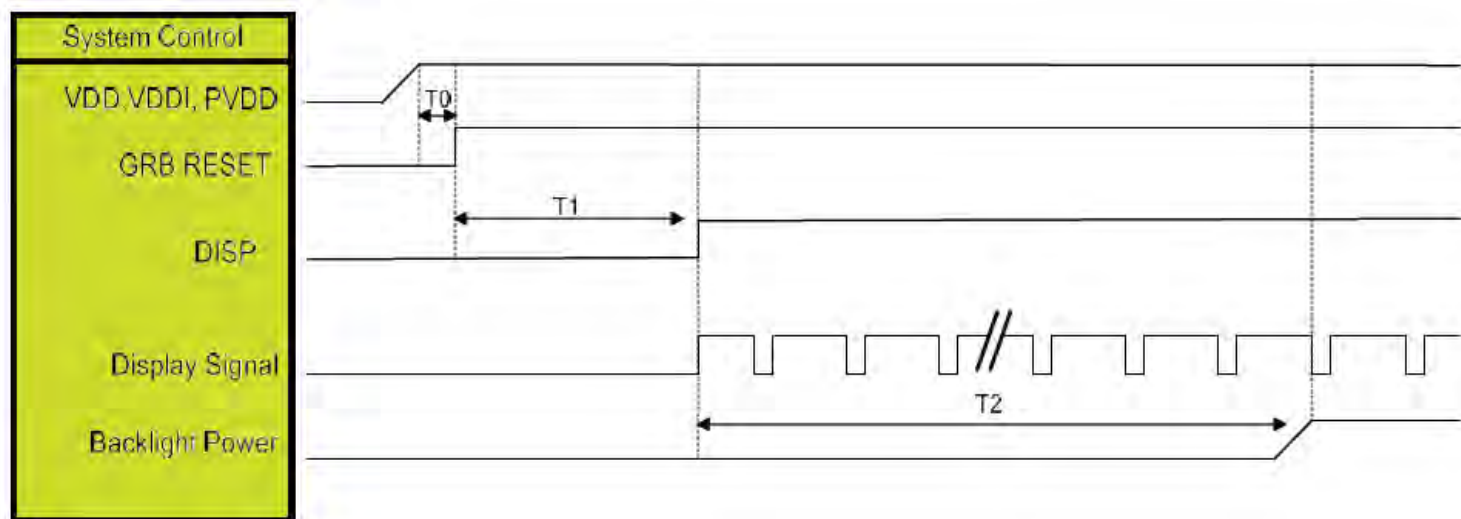 System Control
VDD,VDDI, PVDD
T0
GRB RESET
T1
DISP
Display Signal
T2
Backlight Power